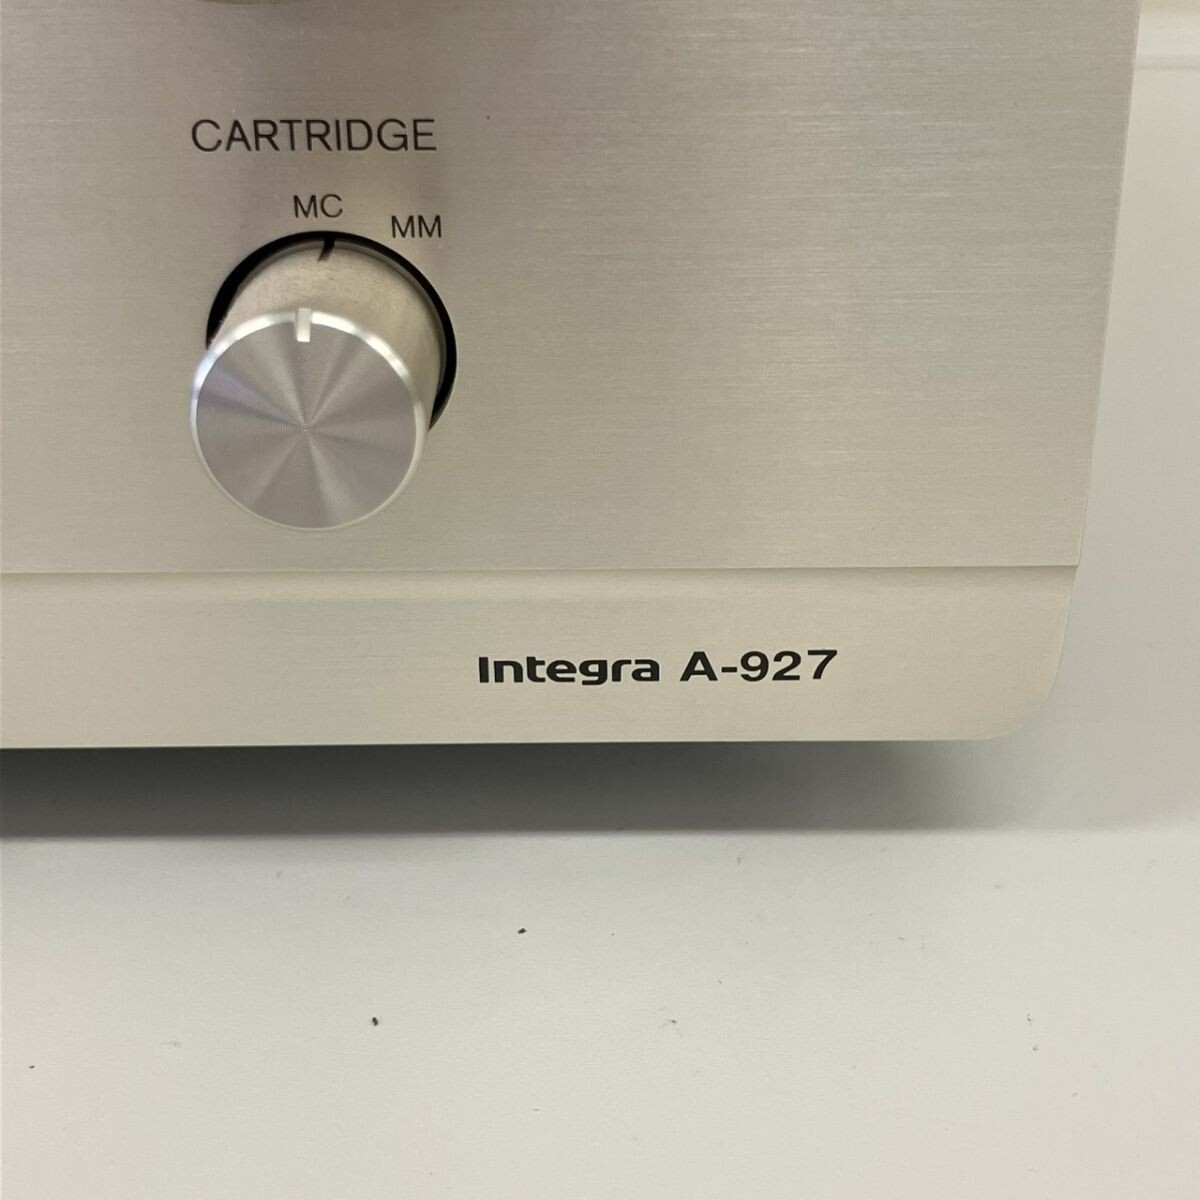 CARTRIDGE
MC
MM
Integra A-927